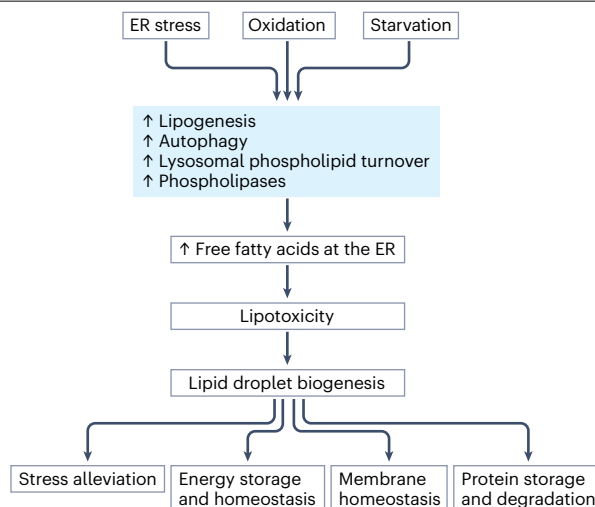 ER stress
Oxidation
Starvation
↑ Lipogenesis
↑ Autophagy
↑ Lysosomal phospholipid turnover
↑ Phospholipases
↑ Free fatty acids at the ER
Lipotoxicity
Lipid droplet biogenesis
Stress alleviation
Energy storage
and homeostasis
Membrane
homeostasis
Protein storage
and degradation